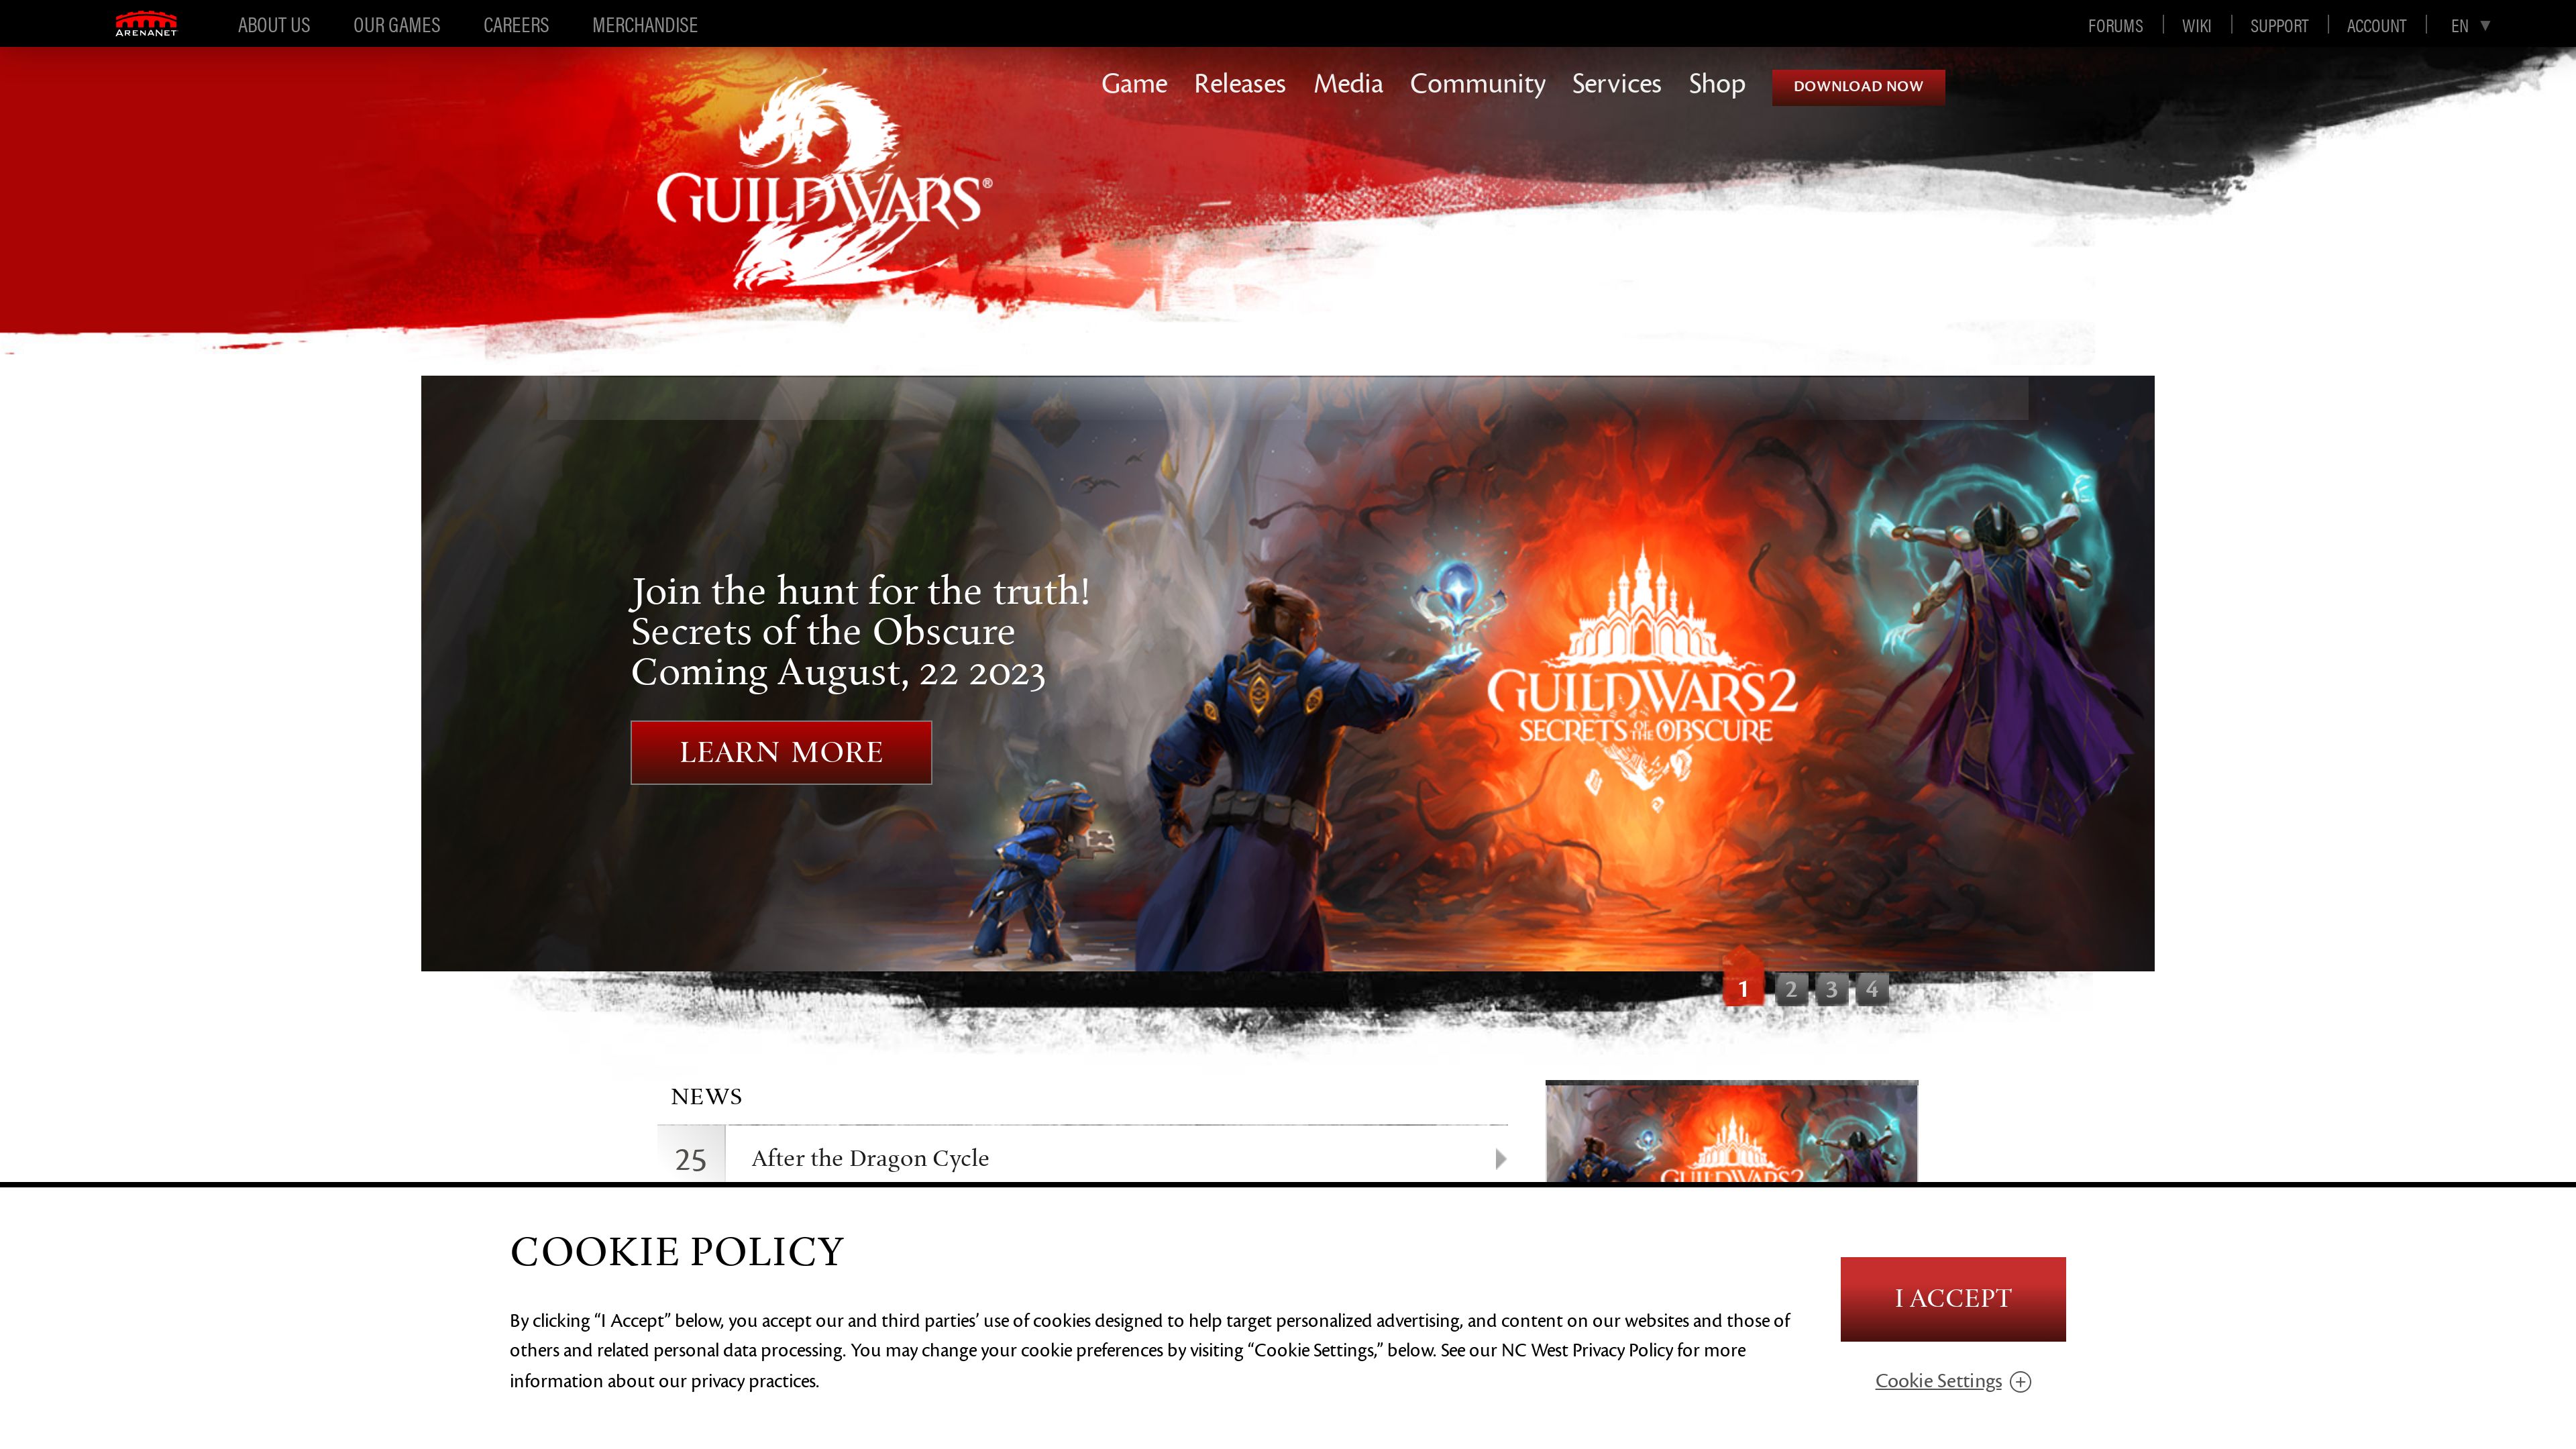 ARENANET
ABOUT US
OUR GAMES
CAREERS
MERCHANDISE
FORUMS
WIKI
SUPPORT
ACCOUNT
EN
Game
Releases
Media
Community
Services
Shop
DOWNLOAD NOW
GUILDWARS®
2
Join the hunt for the truth!
Secrets of the Obscure
Coming August, 22 2023
LEARN MORE
GUILDWARS 2
SECRETS OF THE OBSCURE
1 2 3 4
NEWS
25
After the Dragon Cycle
GUILDWARS2
COOKIE POLICY
By clicking “I Accept” below, you accept our and third parties’ use of cookies designed to help target personalized advertising, and content on our websites and those of
others and related personal data processing. You may change your cookie preferences by visiting “Cookie Settings,” below. See our NC West Privacy Policy for more
information about our privacy practices.
I ACCEPT
Cookie Settings